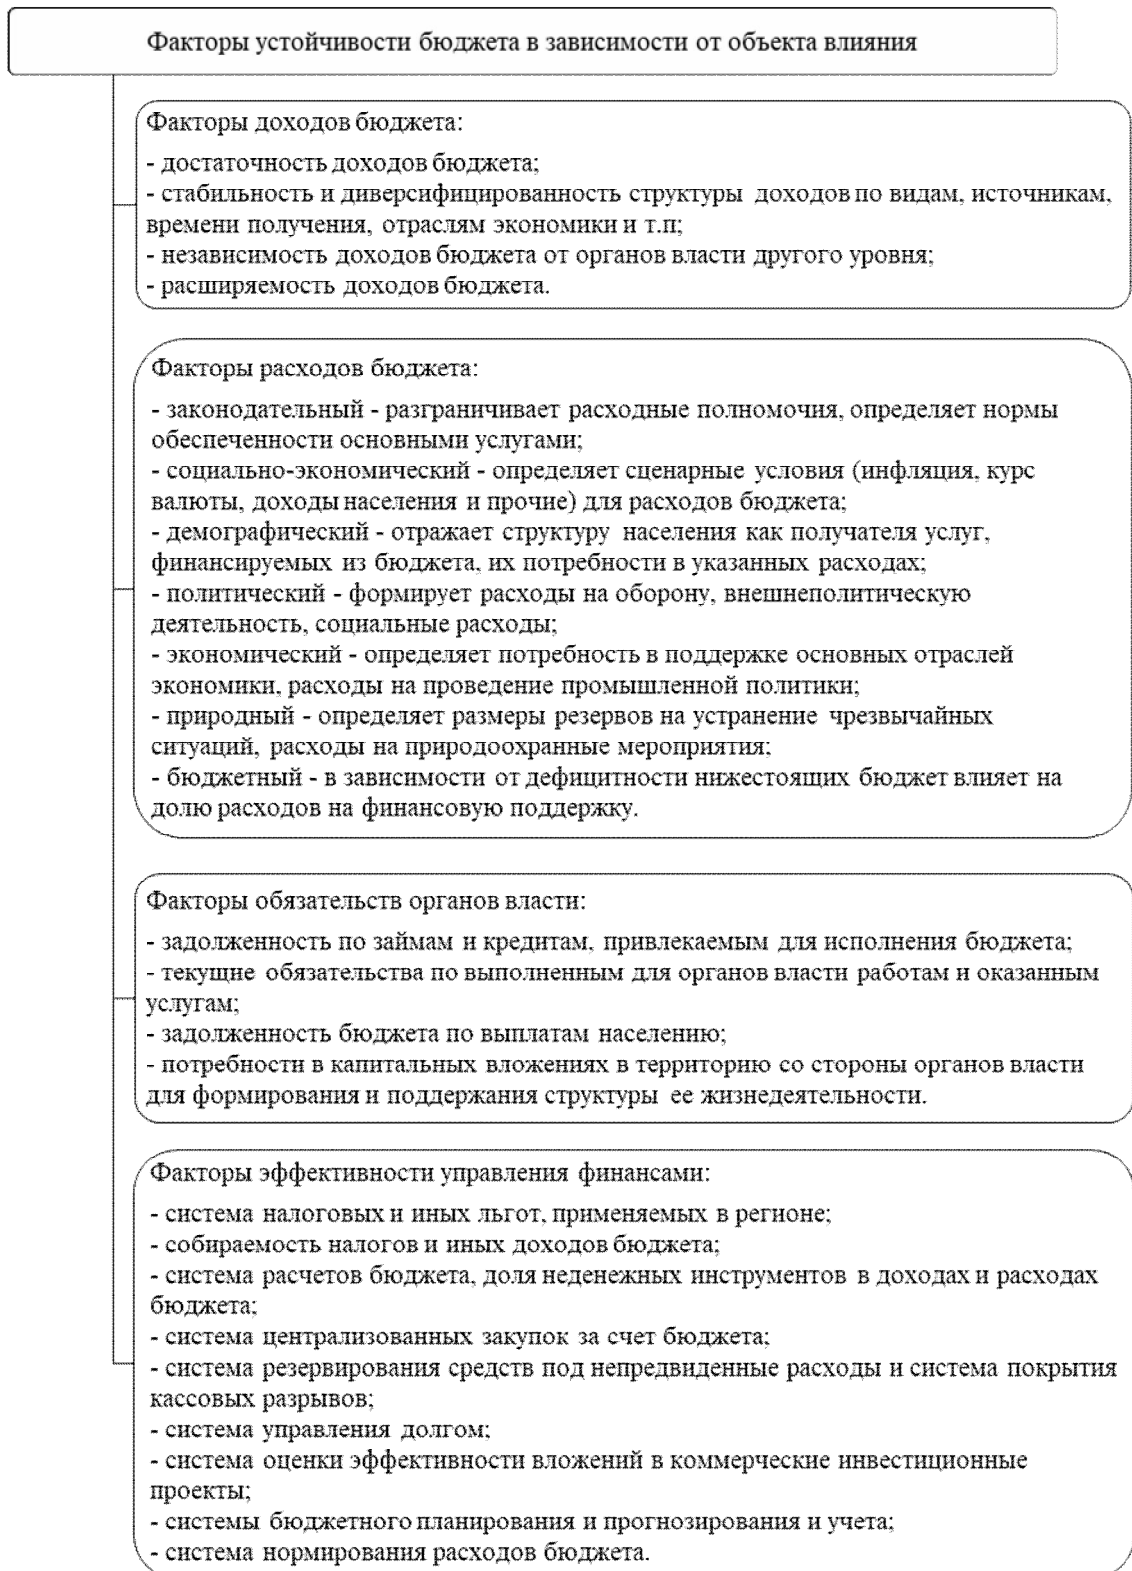 Факторы устойчивости бюджета в зависимости от объекта влияния
Факторы доходов бюджета:
- достаточность доходов бюджета;
- стабильность и диверсифицированность структуры доходов по видам, источникам,
времени получения, отраслям экономики и т.п;
- независимость доходов бюджета от органов власти другого уровня;
- расширяемость доходов бюджета.
Факторы расходов бюджета:
- законодательный - разграничивает расходные полномочия, определяет нормы
обеспеченности основными услугами;
- социально-экономический - определяет сценарные условия (инфляция, курс
валюты, доходы населения и прочие) для расходов бюджета;
- демографический - отражает структуру населения как получателя услуг,
финансируемых из бюджета, их потребности в указанных расходах;
- политический - формирует расходы на оборону, внешнеполитическую
деятельность, социальные расходы;
- экономический - определяет потребность в поддержке основных отраслей
экономики, расходы на проведение промышленной политики;
- природный - определяет размеры резервов на устранение чрезвычайных
ситуаций, расходы на природоохранные мероприятия;
- бюджетный - в зависимости от дефицитности нижестоящих бюджет влияет на
долю расходов на финансовую поддержку.
Факторы обязательств органов власти:
- задолженность по займам и кредитам, привлекаемым для исполнения бюджета;
- текущие обязательства по выполненным для органов власти работам и оказанным
услугам;
- задолженность бюджета по выплатам населению;
- потребности в капитальных вложениях в территорию со стороны органов власти
для формирования и поддержания структуры ее жизнедеятельности.
Факторы эффективности управления финансами:
- система налоговых и иных льгот, применяемых в регионе;
- собираемость налогов и иных доходов бюджета;
- система расчетов бюджета, доля неденежных инструментов в доходах и расходах
бюджета;
- система централизованных закупок за счет бюджета;
- система резервирования средств под непредвиденные расходы и система покрытия
кассовых разрывов;
- система управления долгом;
- система оценки эффективности вложений в коммерческие инвестиционные
проекты;
- системы бюджетного планирования и прогнозирования и учета;
- система нормирования расходов бюджета.